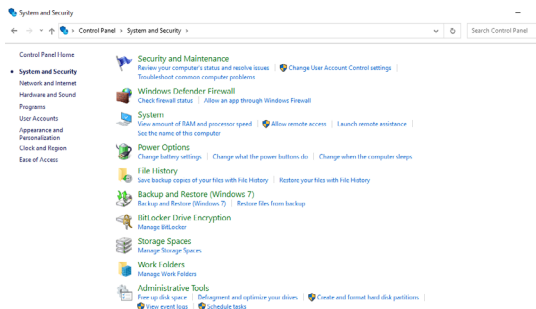 System and Security
Control Panel > System and Security >
Search Control Panel
Control Panel Home
System and Security
Network and Internet
Hardware and Sound
Programs
User Accounts
Appearance and
Personalization
Clock and Region
Ease of Access
Security and Maintenance
Review your computer's status and resolve issues | Change User Account Control settings |
Troubleshoot common computer problems
Windows Defender Firewall
Check firewall status | Allow an app through Windows Firewall
System
View amount of RAM and processor speed | Allow remote access | Launch remote assistance |
See the name of this computer
Power Options
Change battery settings | Change what the power buttons do | Change when the computer sleeps
File History
Save backup copies of your files with File History | Restore your files with File History
Backup and Restore (Windows 7)
Backup and Restore (Windows 7) | Restore files from backup
BitLocker Drive Encryption
Manage BitLocker
Storage Spaces
Manage Storage Spaces
Work Folders
Manage Work Folders
Administrative Tools
Free up disk space | Defragment and optimize your drives | Create and format hard disk partitions |
View event logs | Schedule tasks